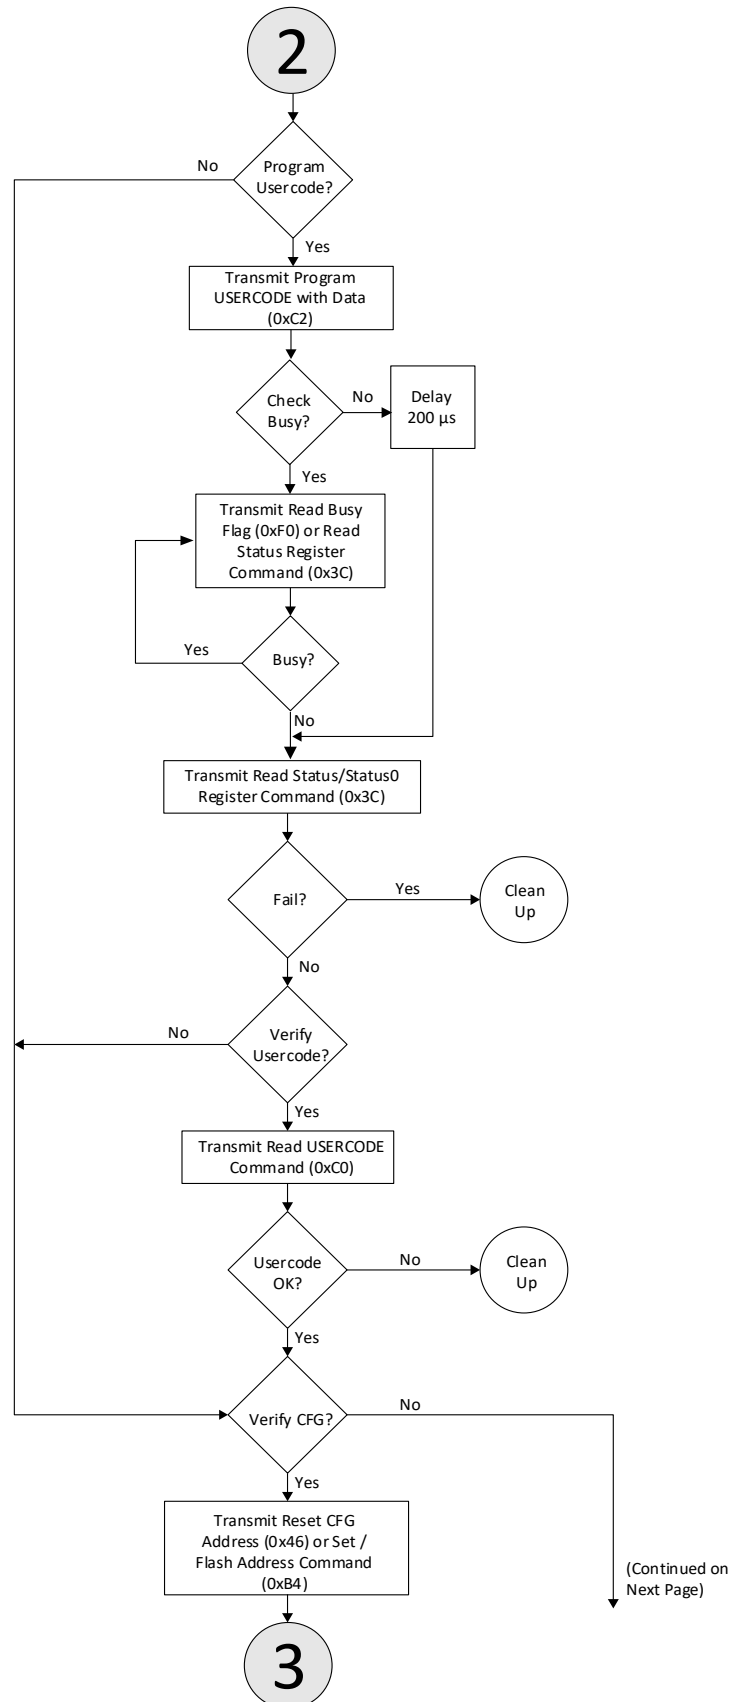 2
No
Program
Usercode?
Yes
Transmit Program
USERCODE with Data
(0xC2)
Check
Busy?
No
Delay
200 µs
Yes
Transmit Read Busy
Flag (0xF0) or Read
Status Register
Command (0x3C)
Yes
Busy?
No
Transmit Read Status/Status0
Register Command (0x3C)
Fail?
Yes
Clean
Up
No
No
Verify
Usercode?
Yes
Transmit Read USERCODE
Command (0xC0)
Usercode
OK?
No
Clean
Up
Yes
Verify CFG?
No
Yes
Transmit Reset CFG
Address (0x46) or Set /
Flash Address Command
(0xB4)
(Continued on
Next Page)
3